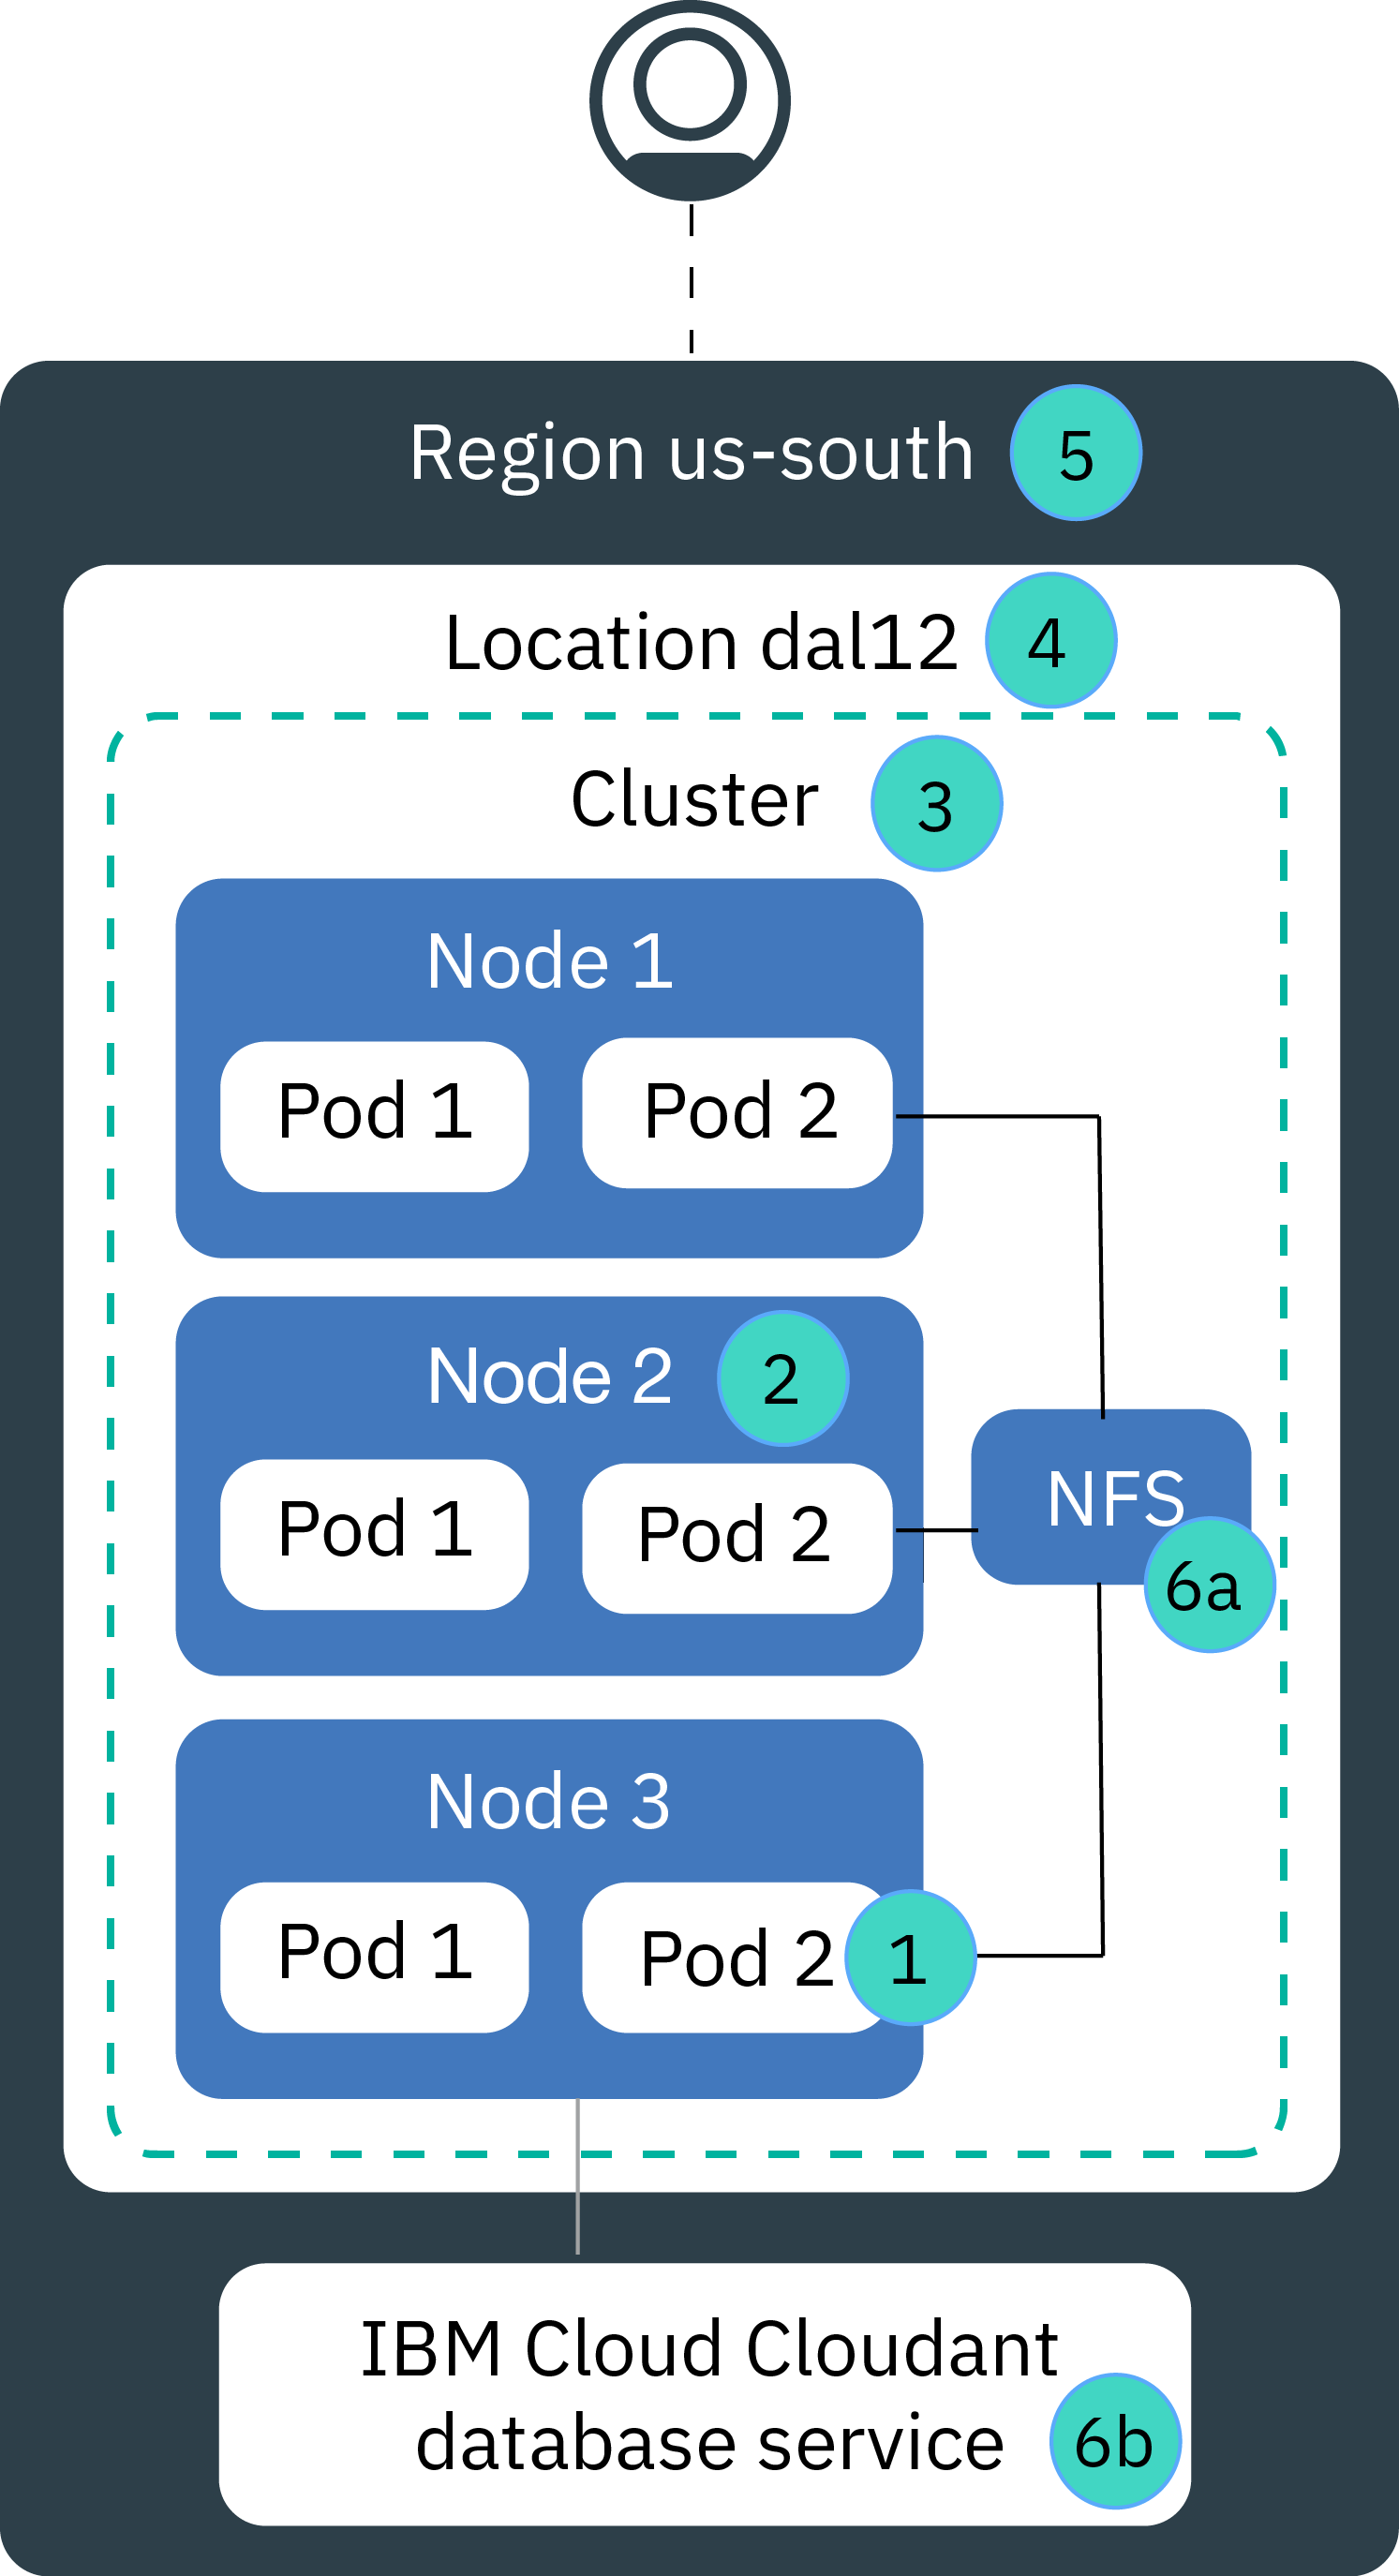 Region us-south 5
Location dal12 4
Cluster 3
Node 1
Pod 1 Pod 2
Node 2 2
Pod 1 Pod 2
NFS
6a
Node 3
Pod 1 Pod 2 1
IBM Cloud Cloudant
database service 6b